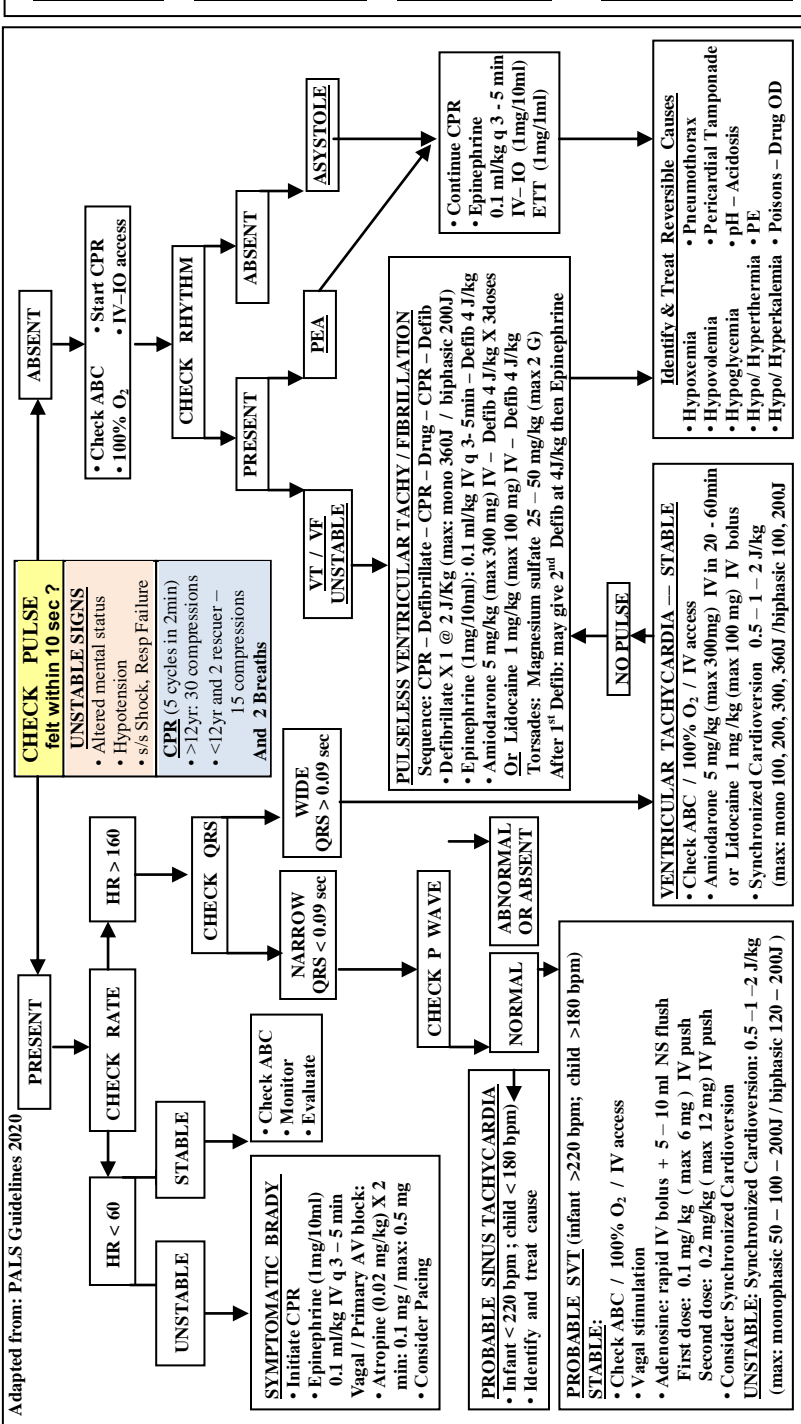 Adapted from: PALS Guidelines 2020
CHECK PULSE
felt within 10 sec ?
UNSTABLE SIGNS
• Altered mental status
• Hypotension
• s/s Shock, Resp Failure
CPR (5 cycles in 2min)
• >12yr: 30 compressions
• <12yr and 2 rescuer –
15 compressions
And 2 Breaths
PRESENT
CHECK RATE
HR < 60
HR > 160
UNSTABLE
STABLE
• Check ABC
• Monitor
• Evaluate
SYMPTOMATIC BRADY
• Initiate CPR
• Epinephrine (1mg/10ml)
0.1 ml/kg IV q 3 – 5 min
Vagal / Primary AV block:
• Atropine (0.02 mg/kg) X 2
min: 0.1 mg / max: 0.5 mg
• Consider Pacing
CHECK QRS
NARROW
QRS < 0.09 sec
WIDE
QRS > 0.09 sec
CHECK P WAVE
NORMAL
ABNORMAL
OR ABSENT
PROBABLE SINUS TACHYCARDIA
• Infant < 220 bpm ; child < 180 bpm
• Identify and treat cause
PROBABLE SVT (infant >220 bpm; child >180 bpm)
STABLE:
• Check ABC / 100% O2 / IV access
• Vagal stimulation
• Adenosine: rapid IV bolus + 5 – 10 ml NS flush
First dose: 0.1 mg/ kg ( max 6 mg ) IV push
Second dose: 0.2 mg/kg ( max 12 mg) IV push
• Consider Synchronized Cardioversion
UNSTABLE: Synchronized Cardioversion: 0.5 –1 –2 J/kg
(max: monophasic 50 – 100 – 200J / biphasic 120 – 200J )
ABSENT
• Check ABC • Start CPR
• 100% O2 • IV–IO access
CHECK RHYTHM
PRESENT
ABSENT
VT / VF
UNSTABLE
PEA
ASYSTOLE
PULSELESS VENTRICULAR TACHY / FIBRILLATION
Sequence: CPR – Defibrillate – CPR – Drug – CPR – Defib
• Defibrillate X 1 @ 2 J/Kg (max: mono 360J / biphasic 200J)
• Epinephrine (1mg/10ml): 0.1 ml/kg IV q 3- 5min – Defib 4 J/kg
• Amiodarone 5 mg/kg (max 300 mg) IV – Defib 4 J/kg X 3doses
Or Lidocaine 1 mg/kg (max 100 mg) IV – Defib 4 J/kg
Torsades: Magnesium sulfate 25 – 50 mg/kg (max 2 G)
After 1st Defib: may give 2nd Defib at 4J/kg then Epinephrine
• Continue CPR
• Epinephrine
0.1 ml/kg q 3 - 5 min
IV– IO (1mg/10ml)
ETT (1mg/1ml)
NO PULSE
VENTRICULAR TACHYCARDIA — STABLE
• Check ABC / 100% O2 / IV access
• Amiodarone 5 mg/kg (max 300mg) IV in 20 - 60min
or Lidocaine 1 mg/kg (max 100 mg) IV bolus
• Synchronized Cardioversion 0.5 – 1 – 2 J/kg
(max: mono 100, 200, 300, 360J /biphasic 100, 200J
Identify & Treat Reversible Causes
• Hypoxemia • Pneumothorax
• Hypovolemia • Pericardial Tamponade
• Hypoglycemia • pH – Acidosis
• Hypo/ Hyperthermia • PE
• Hypo/ Hyperkalemia • Poisons – Drug OD